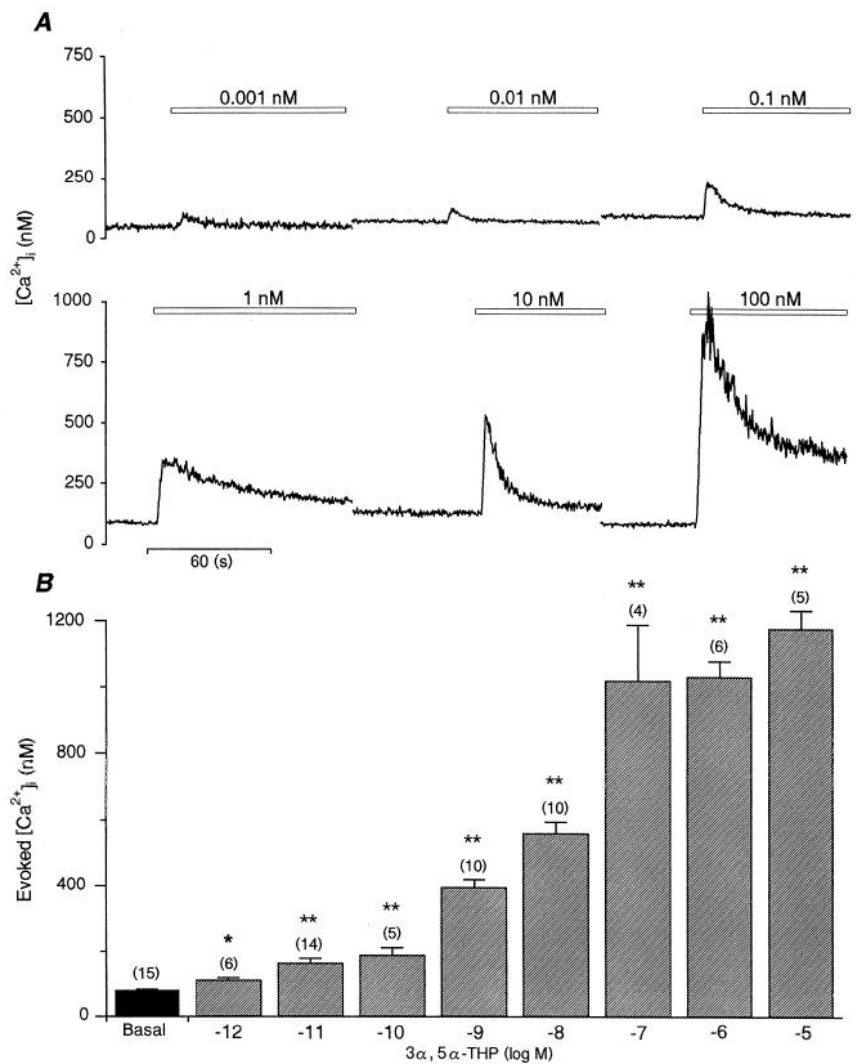 A
750
0.001 nM 0.01 nM 0.1 nM
500
250
0
[Ca²⁺]ᵢ (nM)
1000
1 nM 10 nM 100 nM
750
500
250
0
60 (s)
B
1200
800
400
0
Evoked [Ca²⁺]ᵢ (nM)
** ** **
(4) (6) (5)
** **
(10) (10)
* ** **
(15) (6) (14) (5)
Basal -12 -11 -10 -9 -8 -7 -6 -5
3α, 5α-THP (log M)